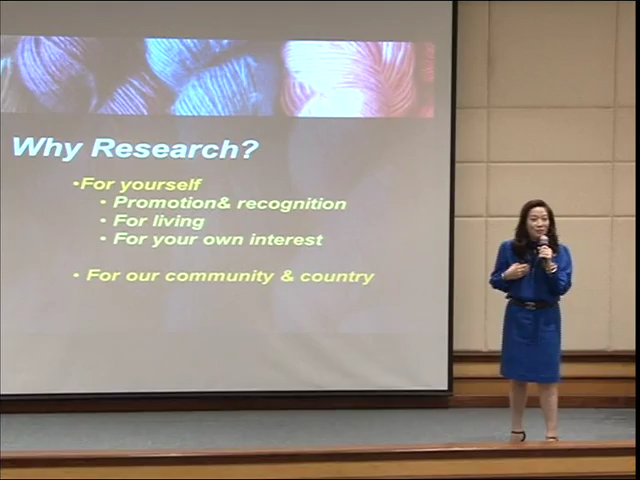 Why Research?
•For yourself
• Promotion& recognition
• For living
• For your own interest
• For our community & country